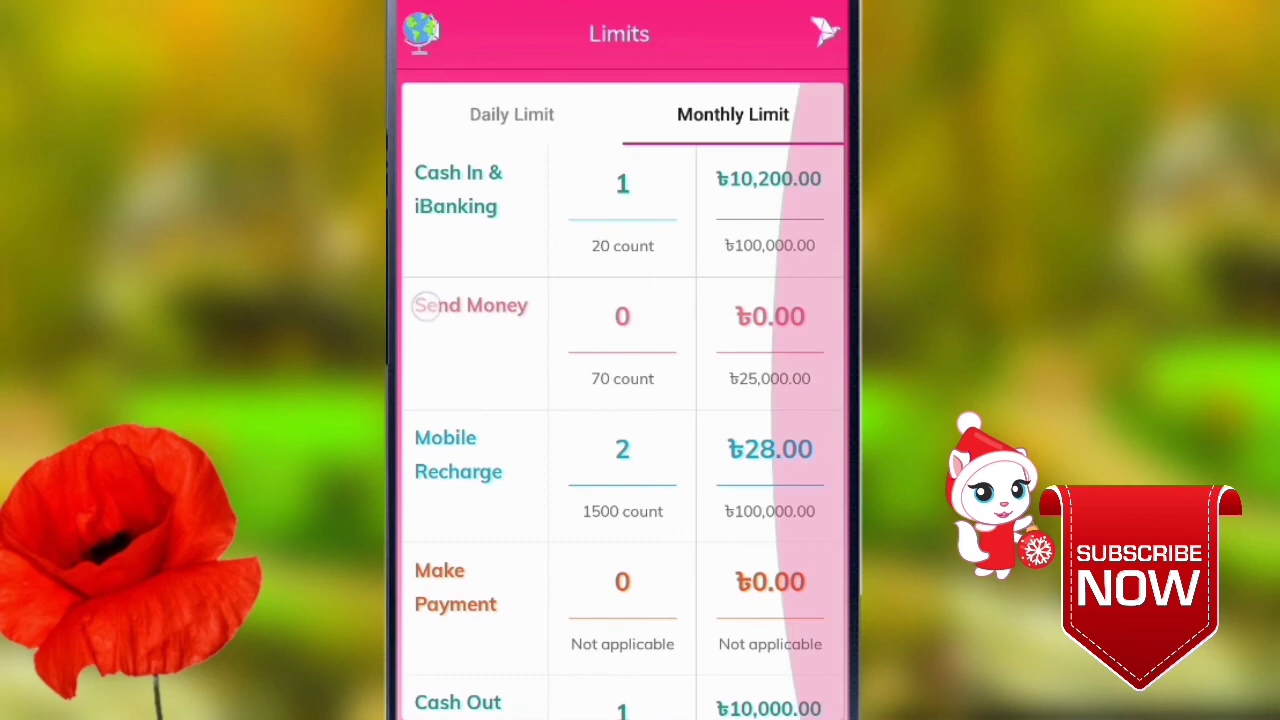 Limits
Daily Limit
Monthly Limit
Cash In &
iBanking
1
৳10,200.00
20 count
৳100,000.00
Send Money
0
৳0.00
70 count
৳25,000.00
Mobile
Recharge
2
৳28.00
1500 count
৳100,000.00
Make
Payment
0
৳0.00
Not applicable
Not applicable
Cash Out
1
৳10,000.00
SUBSCRIBE
NOW